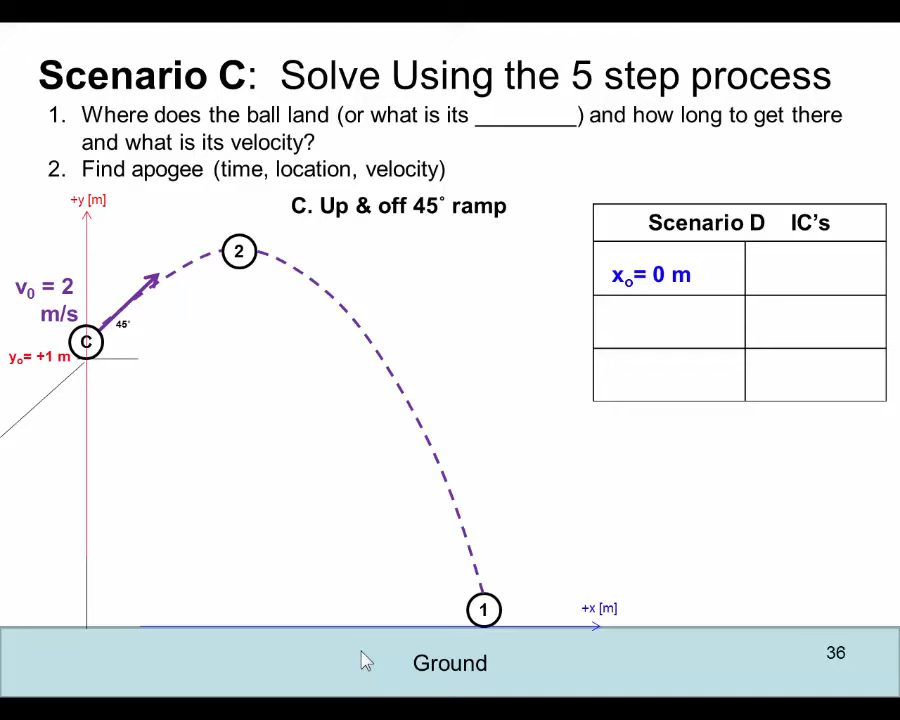 Scenario C: Solve Using the 5 step process
1. Where does the ball land (or what is its ________) and how long to get there
and what is its velocity?
2. Find apogee (time, location, velocity)
+y [m]
C. Up & off 45˚ ramp
Scenario D IC's
2
xo= 0 m
v0 = 2
m/s
45˚
C
yo= +1 m
1
+x [m]
Ground
36